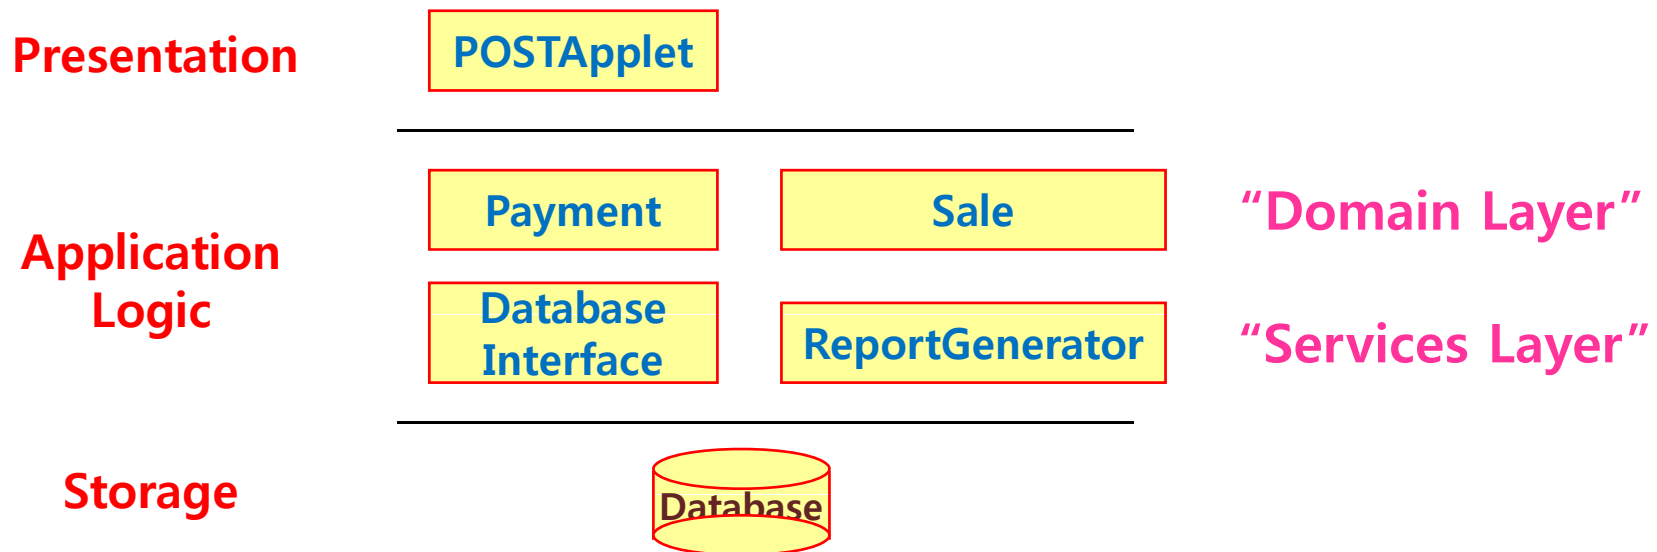 Presentation
POSTApplet
Payment
Sale
“Domain Layer”
Application
Logic
Database
Interface
ReportGenerator
“Services Layer”
Storage
Database